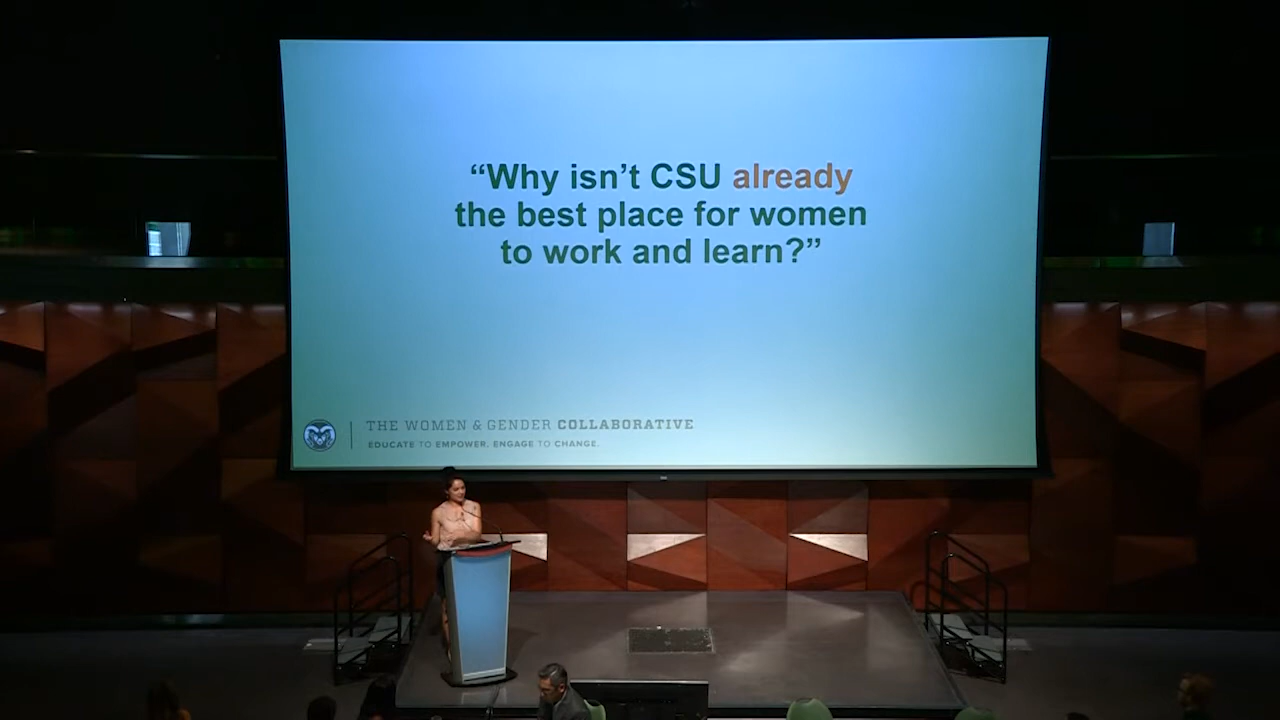 “Why isn’t CSU already
the best place for women
to work and learn?”
THE WOMEN & GENDER COLLABORATIVE
EDUCATE TO EMPOWER. ENGAGE TO CHANGE.